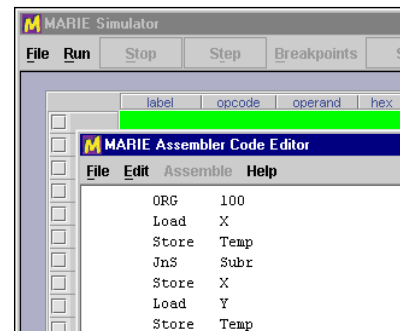 MARIE Simulator
File Run Stop Step Breakpoints
label opcode operand hex
MARIE Assembler Code Editor
File Edit Assemble Help
ORG 100
Load X
Store Temp
JnS Subr
Store X
Load Y
Store Temp